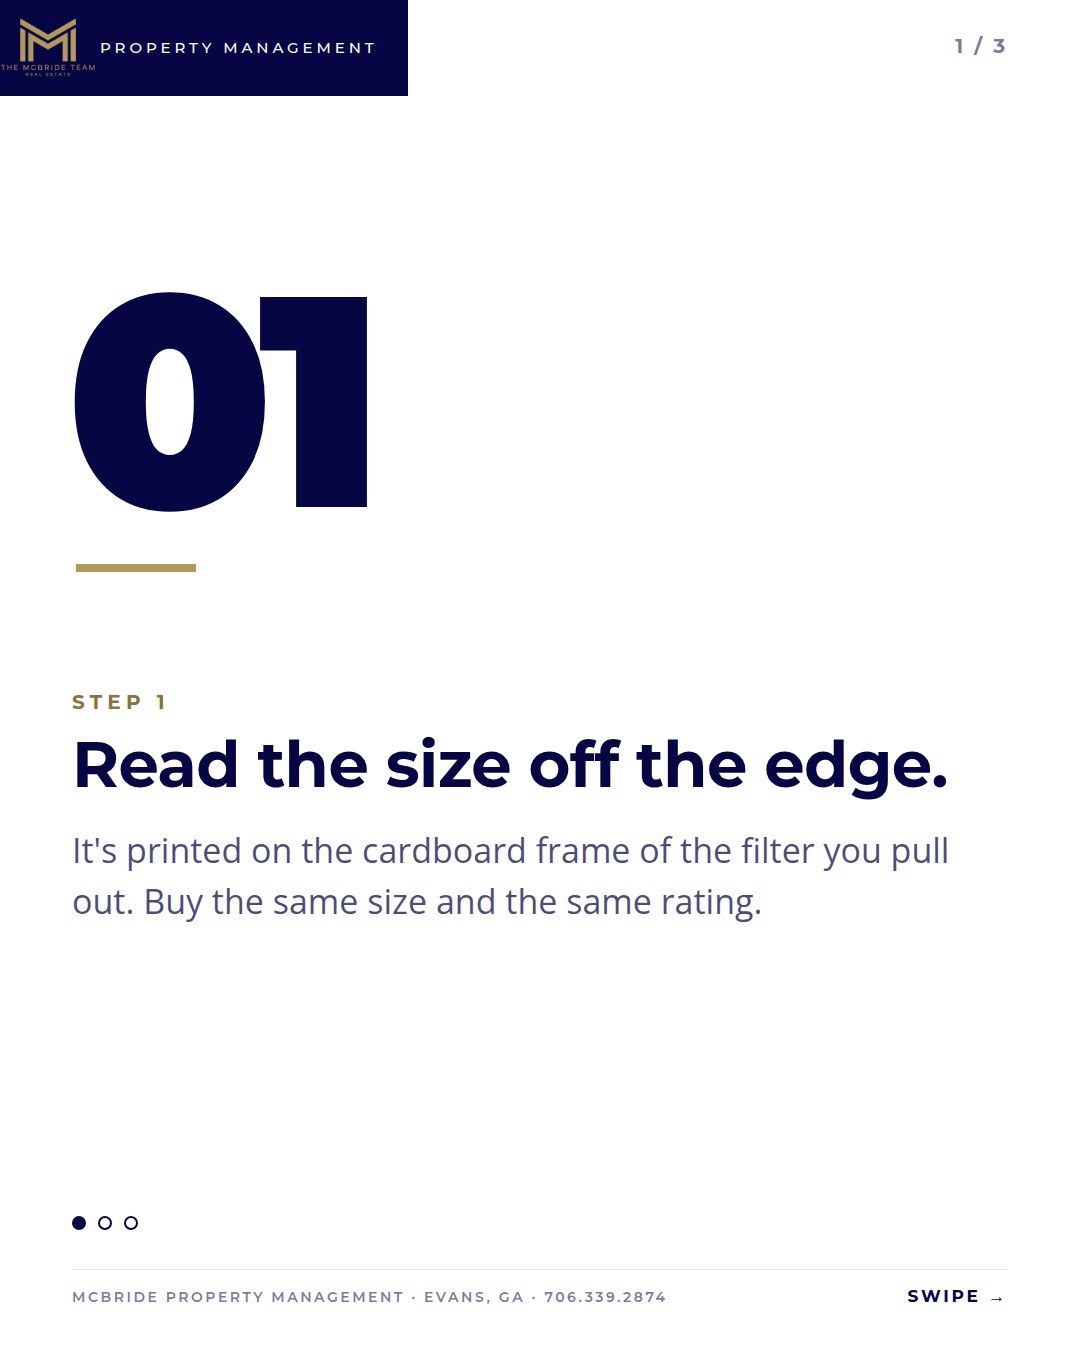 THE MCBRIDE TEAM
REAL ESTATE
PROPERTY MANAGEMENT
1 / 3
01
STEP 1
Read the size off the edge.
It's printed on the cardboard frame of the filter you pull
out. Buy the same size and the same rating.
MCBRIDE PROPERTY MANAGEMENT · EVANS, GA · 706.339.2874
SWIPE →